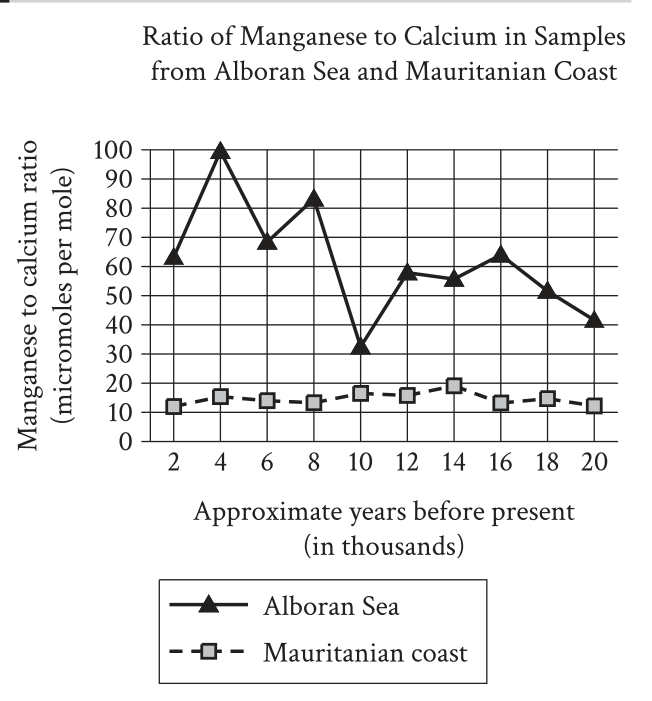 Ratio of Manganese to Calcium in Samples
from Alboran Sea and Mauritanian Coast
Manganese to calcium ratio
(micromoles per mole)
100
90
80
70
60
50
40
30
20
10
0
2 4 6 8 10 12 14 16 18 20
Approximate years before present
(in thousands)
Alboran Sea
Mauritanian coast